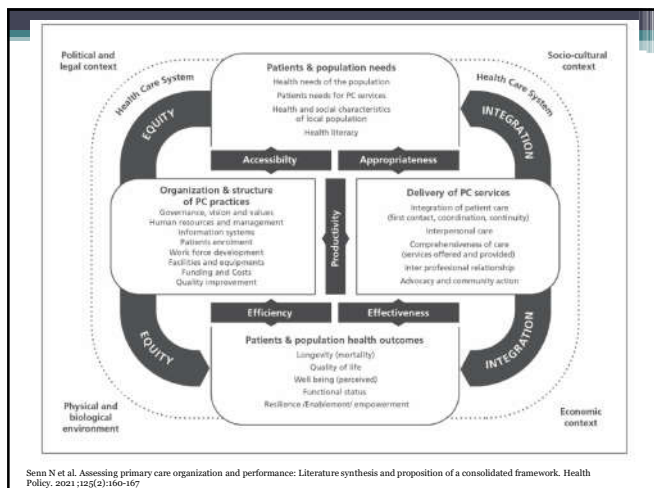 Political and
legal context
Socio-cultural
context
Health Care System
Health Care System
EQUITY
INTEGRATION
Patients & population needs
Health needs of the population
Patients needs for PC services
Health and social characteristics
of local population
Health literacy
Accessibilty
Appropriateness
Organization & structure
of PC practices
Governance, vision and values
Human resources and management
Information systems
Patients enrolment
Work force development
Facilities and equipments
Funding and Costs
Quality improvement
Productivity
Delivery of PC services
Integration of patient care
(first contact, coordination, continuity)
Interpersonal care
Comprehensiveness of care
(services offered and provided)
Inter professional relationship
Advocacy and community action
Efficiency
Effectiveness
EQUITY
INTEGRATION
Patients & population health outcomes
Longevity (mortality)
Quality of life
Well being (perceived)
Functional status
Resilience /Enablement/ empowerment
Physical and
biological
environment
Economic
context
Senn N et al. Assessing primary care organization and performance: Literature synthesis and proposition of a consolidated framework. Health
Policy. 2021 ;125(2):160-167